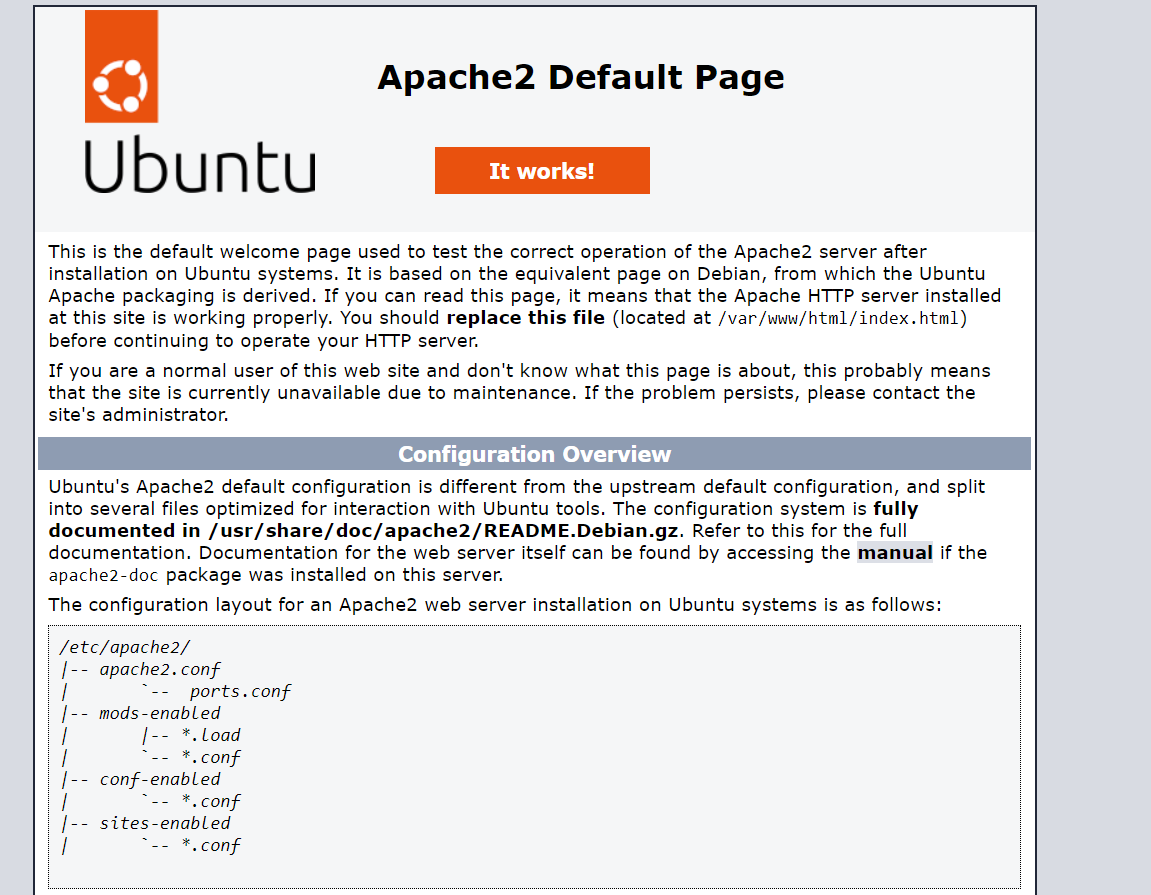 Apache2 Default Page
Ubuntu
It works!
This is the default welcome page used to test the correct operation of the Apache2 server after
installation on Ubuntu systems. It is based on the equivalent page on Debian, from which the Ubuntu
Apache packaging is derived. If you can read this page, it means that the Apache HTTP server installed
at this site is working properly. You should replace this file (located at /var/www/html/index.html)
before continuing to operate your HTTP server.
If you are a normal user of this web site and don't know what this page is about, this probably means
that the site is currently unavailable due to maintenance. If the problem persists, please contact the
site's administrator.
Configuration Overview
Ubuntu's Apache2 default configuration is different from the upstream default configuration, and split
into several files optimized for interaction with Ubuntu tools. The configuration system is fully
documented in /usr/share/doc/apache2/README.Debian.gz. Refer to this for the full
documentation. Documentation for the web server itself can be found by accessing the manual if the
apache2-doc package was installed on this server.
The configuration layout for an Apache2 web server installation on Ubuntu systems is as follows:
/etc/apache2/
|-- apache2.conf
|       `--  ports.conf
|-- mods-enabled
|       |-- *.load
|       `-- *.conf
|-- conf-enabled
|       `-- *.conf
|-- sites-enabled
|       `-- *.conf